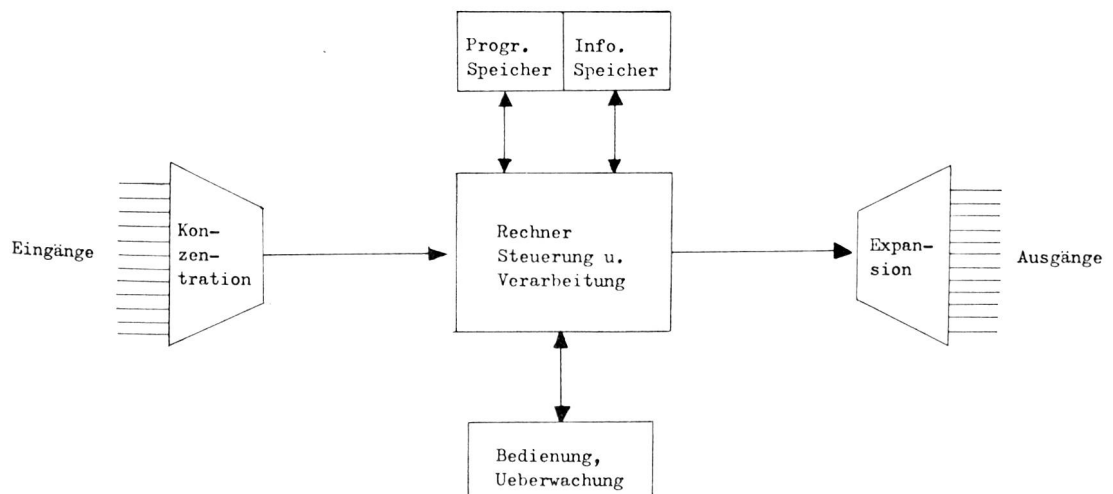 Progr.
Speicher
Info.
Speicher
Eingänge
Kon-
zen-
tration
Rechner
Steuerung u.
Verarbeitung
Expan-
sion
Ausgänge
Bedienung,
Ueberwachung